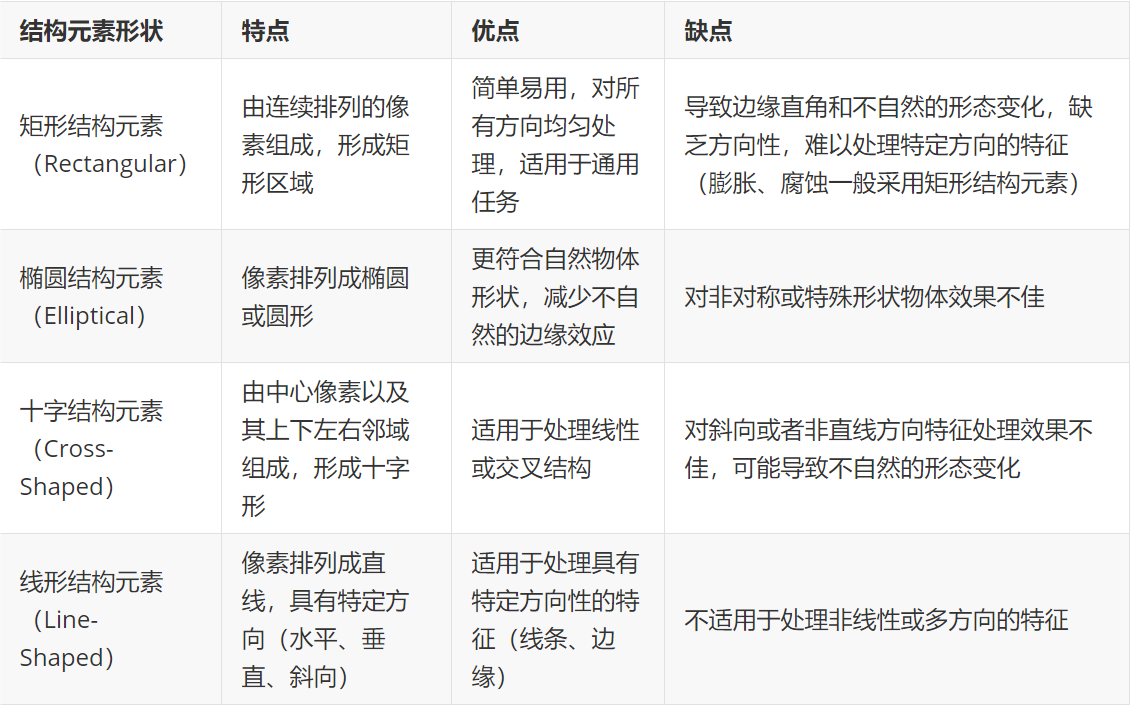 结构元素形状
特点
优点
缺点
矩形结构元素
（Rectangular）
由连续排列的像
素组成，形成矩
形区域
简单易用，对所
有方向均匀处
理，适用于通用
任务
导致边缘直角和不自然的形态变化，缺
乏方向性，难以处理特定方向的特征
（膨胀、腐蚀一般采用矩形结构元素）
椭圆结构元素
（Elliptical）
像素排列成椭圆
或圆形
更符合自然物体
形状，减少不自
然的边缘效应
对非对称或特殊形状物体效果不佳
十字结构元素
（Cross-
Shaped）
由中心像素以及
其上下左右邻域
组成，形成十字
形
适用于处理线性
或交叉结构
对斜向或者非直线方向特征处理效果不
佳，可能导致不自然的形态变化
线形结构元素
（Line-
Shaped）
像素排列成直
线，具有特定方
向（水平、垂
直、斜向）
适用于处理具有
特定方向性的特
征（线条、边
缘）
不适用于处理非线性或多方向的特征